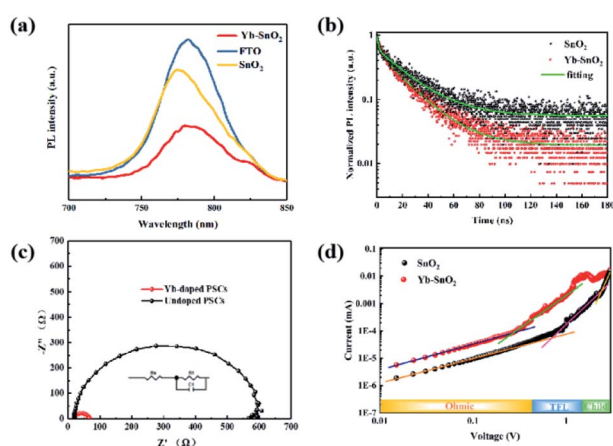 (a)
Yb-SnO₂
FTO
SnO₂
PL intensity (a.u.)
700
750
800
850
Wavelength (nm)
(b)
SnO₂
Yb-SnO₂
fitting
Normalized PL intensity (a.u.)
1
0.1
0.01
0
20
40
60
80
100
120
140
160
180
Time (ns)
(c)
Yb-doped PSCs
Undoped PSCs
-Z'' (Ω)
700
600
500
400
300
200
100
0
0
100
200
300
400
500
600
700
Z' (Ω)
(d)
SnO₂
Yb-SnO₂
Current (mA)
0.1
0.01
0.001
1E-4
1E-5
1E-6
1E-7
Ohmic
TFL
0.1
1
Voltage (V)